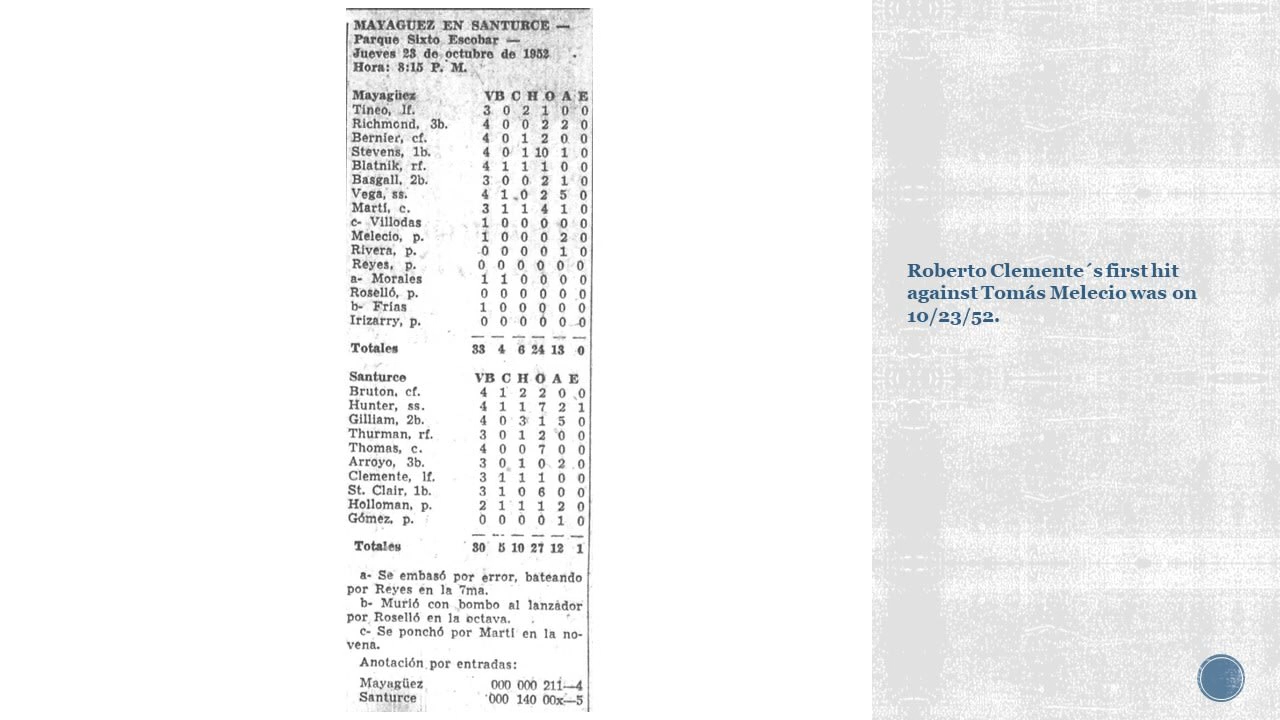 MAYAGUEZ EN SANTURCE —
Parque Sixto Escobar —
Jueves 23 de octubre de 1952
Hora: 8:15 P. M.
Mayagüez VB C H O A E
Tineo, lf. 3 0 2 1 0 0
Richmond, 3b. 4 0 0 2 2 0
Bernier, cf. 4 0 1 2 0 0
Stevens, 1b. 4 0 1 10 1 0
Blatnik, rf. 4 1 1 1 0 0
Basgall, 2b. 3 0 0 2 1 0
Vega, ss. 4 1 0 2 5 0
Martí, c. 3 1 1 4 1 0
c- Villodas 1 0 0 0 0 0
Melecio, p. 1 0 0 0 2 0
Rivera, p. 0 0 0 0 1 0
Reyes, p. 0 0 0 0 0 0
a- Morales 1 1 0 0 0 0
Roselló, p. 0 0 0 0 0 0
b- Frías 1 0 0 0 0 0
Irizarry, p. 0 0 0 0 0 0
Totales 33 4 6 24 13 0
Santurce VB C H O A E
Bruton, cf. 4 1 2 2 0 0
Hunter, ss. 4 1 1 7 2 1
Gilliam, 2b. 4 0 3 1 5 0
Thurman, rf. 3 0 1 2 0 0
Thomas, c. 4 0 0 7 0 0
Arroyo, 3b. 3 0 1 0 2 0
Clemente, lf. 3 1 1 1 0 0
St. Clair, 1b. 3 1 0 6 0 0
Holloman, p. 2 1 1 1 2 0
Gómez, p. 0 0 0 0 1 0
Totales 30 5 10 27 12 1
a- Se embasó por error, bateando
por Reyes en la 7ma.
b- Murió con bombo al lanzador
por Roselló en la octava.
c- Se ponchó por Martí en la no-
vena.
Anotación por entradas:
Mayagüez 000 000 211—4
Santurce 000 140 00x—5
Roberto Clemente´s first hit
against Tomás Melecio was on
10/23/52.